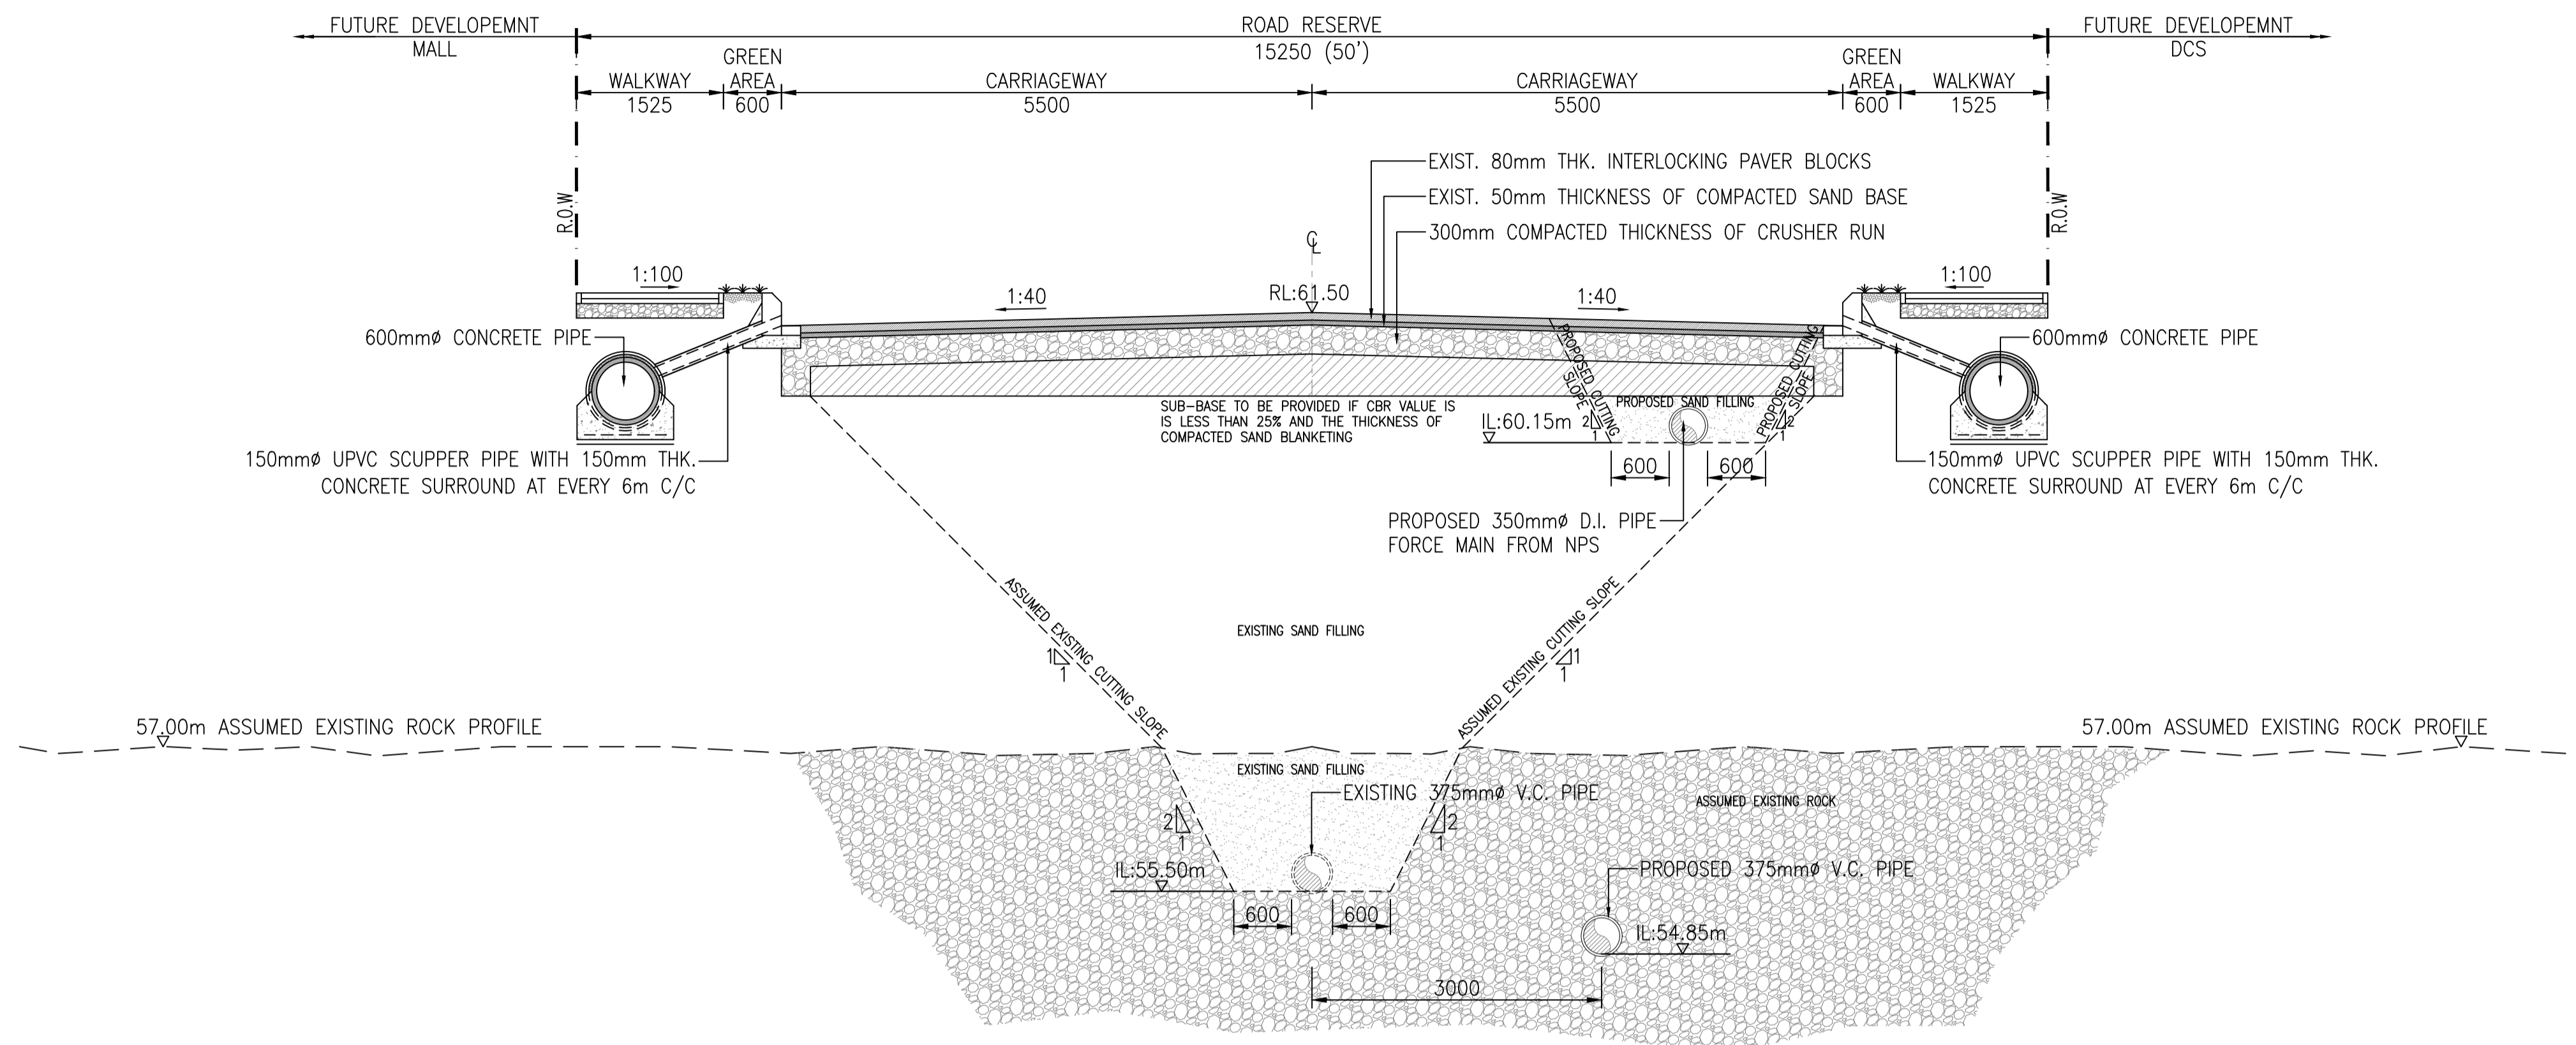 FUTURE DEVELOPEMNT
MALL
ROAD RESERVE
15250 (50')
FUTURE DEVELOPEMNT
DCS
WALKWAY
1525
GREEN
AREA
600
CARRIAGEWAY
5500
CARRIAGEWAY
5500
GREEN
AREA
600
WALKWAY
1525
R.O.W
R.O.W
EXIST. 80mm THK. INTERLOCKING PAVER BLOCKS
EXIST. 50mm THICKNESS OF COMPACTED SAND BASE
300mm COMPACTED THICKNESS OF CRUSHER RUN
CL
1:100
1:40
RL:61.50
1:40
1:100
600mmø CONCRETE PIPE
600mmø CONCRETE PIPE
PROPOSED CUTTING
SLOPE
PROPOSED CUTTING
SLOPE
PROPOSED SAND FILLING
SUB-BASE TO BE PROVIDED IF CBR VALUE IS
IS LESS THAN 25% AND THE THICKNESS OF
COMPACTED SAND BLANKETING
IL:60.15m
2
1
2
1
600
600
150mmø UPVC SCUPPER PIPE WITH 150mm THK.
CONCRETE SURROUND AT EVERY 6m C/C
150mmø UPVC SCUPPER PIPE WITH 150mm THK.
CONCRETE SURROUND AT EVERY 6m C/C
PROPOSED 350mmø D.I. PIPE
FORCE MAIN FROM NPS
ASSUMED EXISTING CUTTING SLOPE
ASSUMED EXISTING CUTTING SLOPE
EXISTING SAND FILLING
1
1
1
1
57.00m ASSUMED EXISTING ROCK PROFILE
57.00m ASSUMED EXISTING ROCK PROFILE
EXISTING SAND FILLING
EXISTING 375mmø V.C. PIPE
ASSUMED EXISTING ROCK
2
1
2
1
IL:55.50m
PROPOSED 375mmø V.C. PIPE
600
600
IL:54.85m
3000